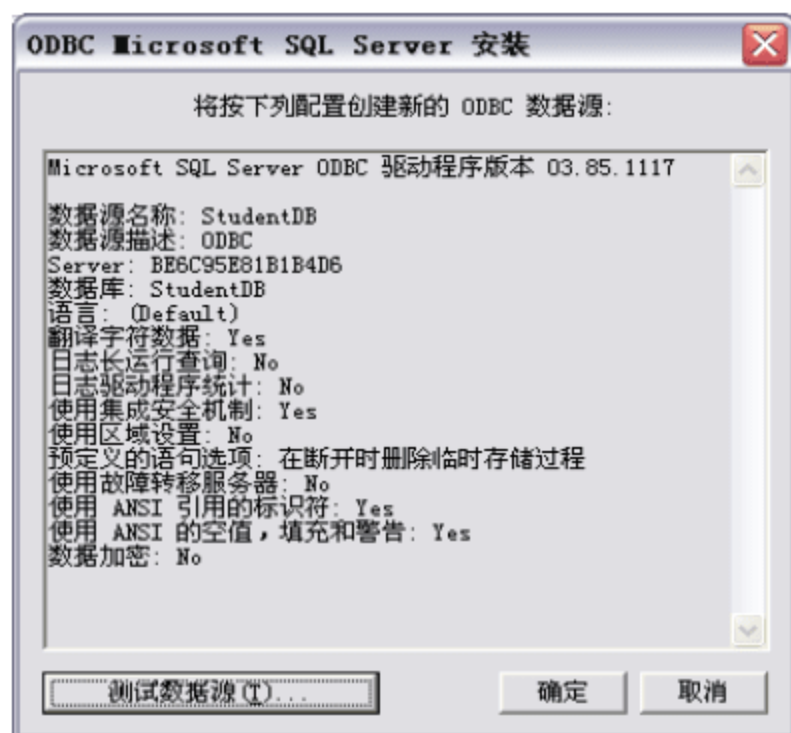 ODBC Microsoft SQL Server 安装
将按下列配置创建新的 ODBC 数据源:
Microsoft SQL Server ODBC 驱动程序版本 03.85.1117
数据源名称: StudentDB
数据源描述: ODBC
Server: BE6C95E81B1B4D6
数据库: StudentDB
语言: (Default)
翻译字符数据: Yes
日志长运行查询: No
日志驱动程序统计: No
使用集成安全机制: Yes
使用区域设置: No
预定义的语句选项: 在断开时删除临时存储过程
使用故障转移服务器: No
使用 ANSI 引用的标识符: Yes
使用 ANSI 的空值，填充和警告: Yes
数据加密: No
测试数据源(T)...
确定
取消